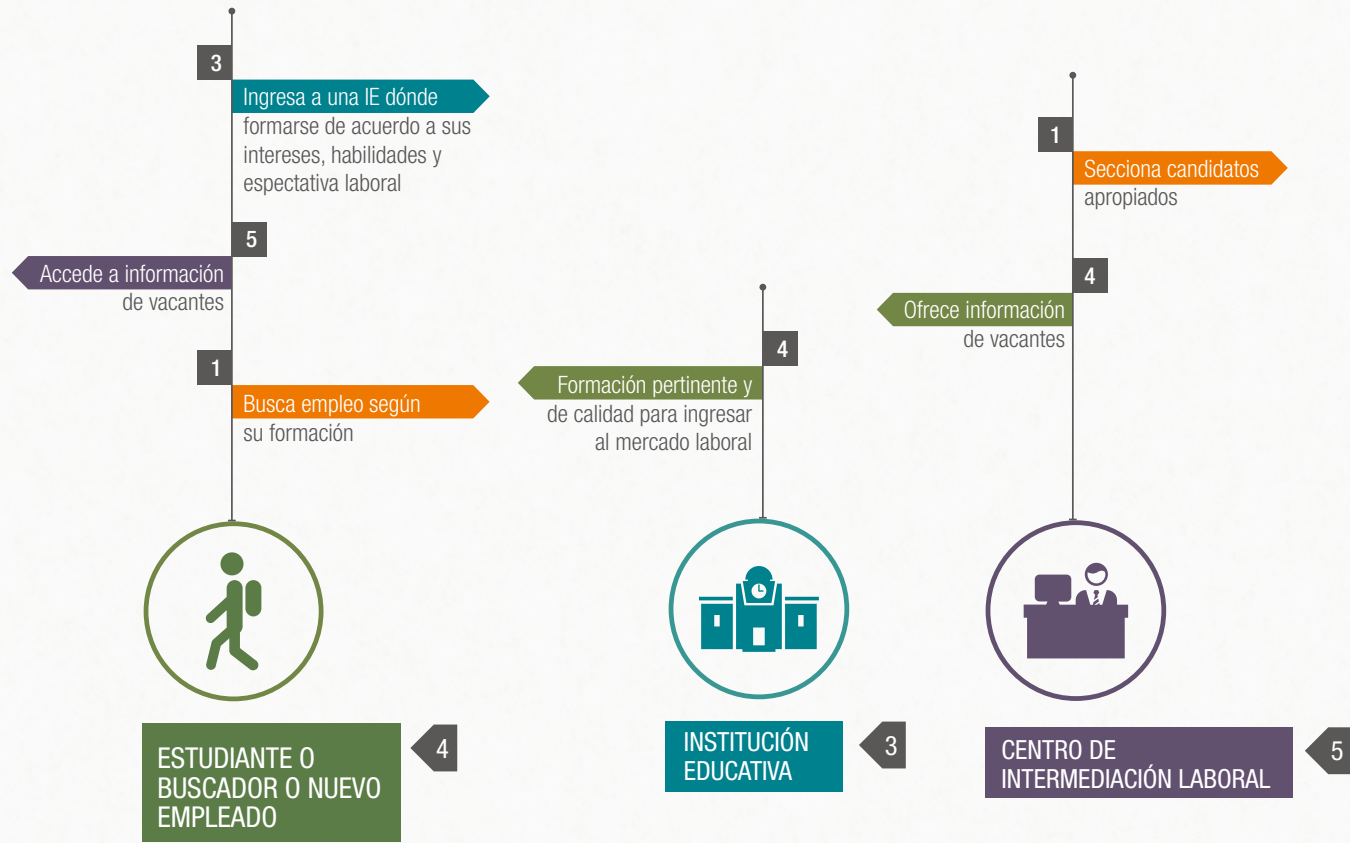 3
Ingresa a una IE dónde
formarse de acuerdo a sus
intereses, habilidades y
espectativa laboral
5
Accede a información
de vacantes
1
Busca empleo según
su formación
ESTUDIANTE O
BUSCADOR O NUEVO
EMPLEADO
4
4
Formación pertinente y
de calidad para ingresar
al mercado laboral
INSTITUCIÓN
EDUCATIVA
3
1
Secciona candidatos
apropiados
4
Ofrece información
de vacantes
CENTRO DE
INTERMEDIACIÓN LABORAL
5